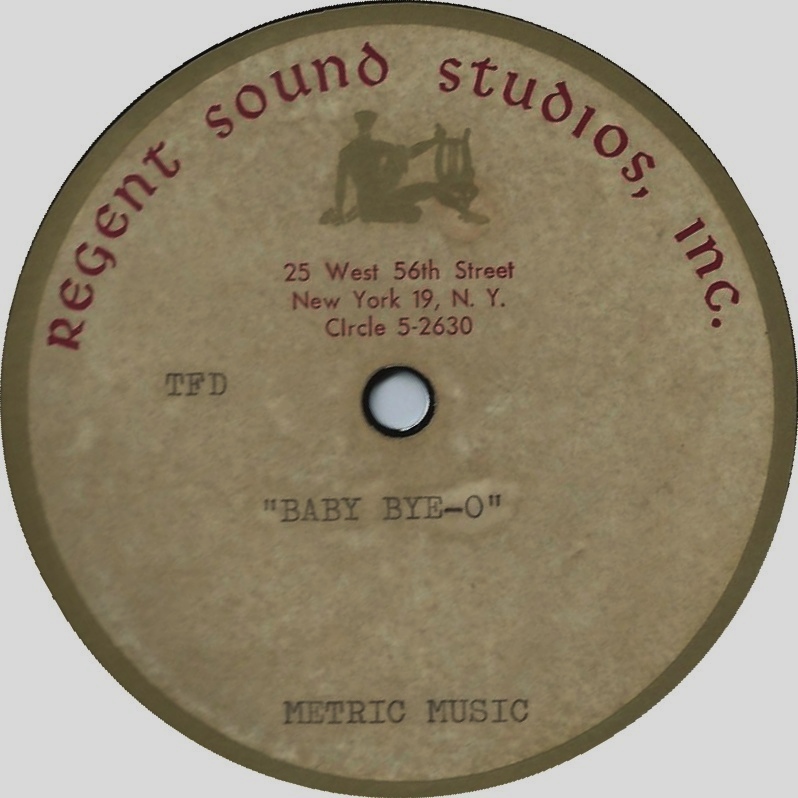 REGENT SOUND STUDIOS, INC.
25 West 56th Street
New York 19, N. Y.
CIrcle 5-2630
TFD
"BABY BYE-O"
METRIC MUSIC